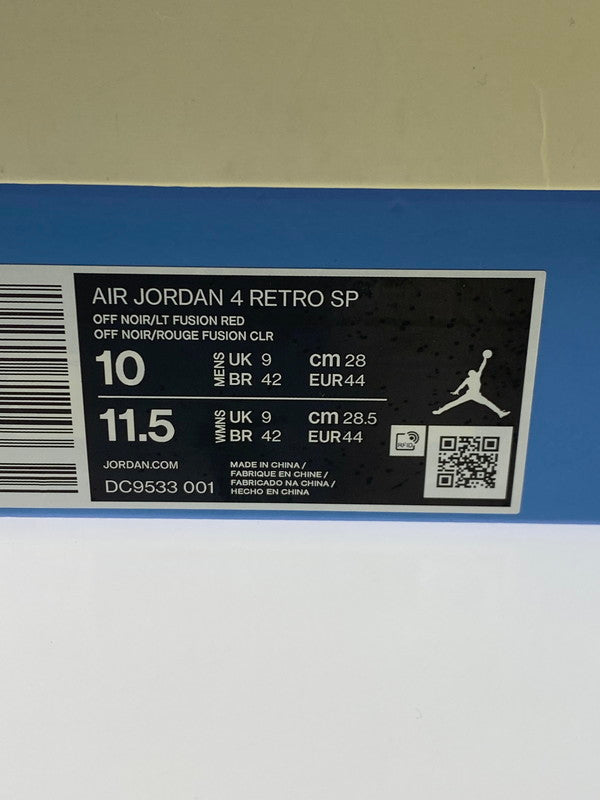 AIR JORDAN 4 RETRO SP
OFF NOIR/LT FUSION RED
OFF NOIR/ROUGE FUSION CLR
10 MENS UK 9 cm 28
BR 42 EUR 44
11.5 WMNS UK 9 cm 28.5
BR 42 EUR 44
RFID
JORDAN.COM
DC9533 001
MADE IN CHINA /
FABRIQUE EN CHINE /
FABRICADO NA CHINA /
HECHO EN CHINA